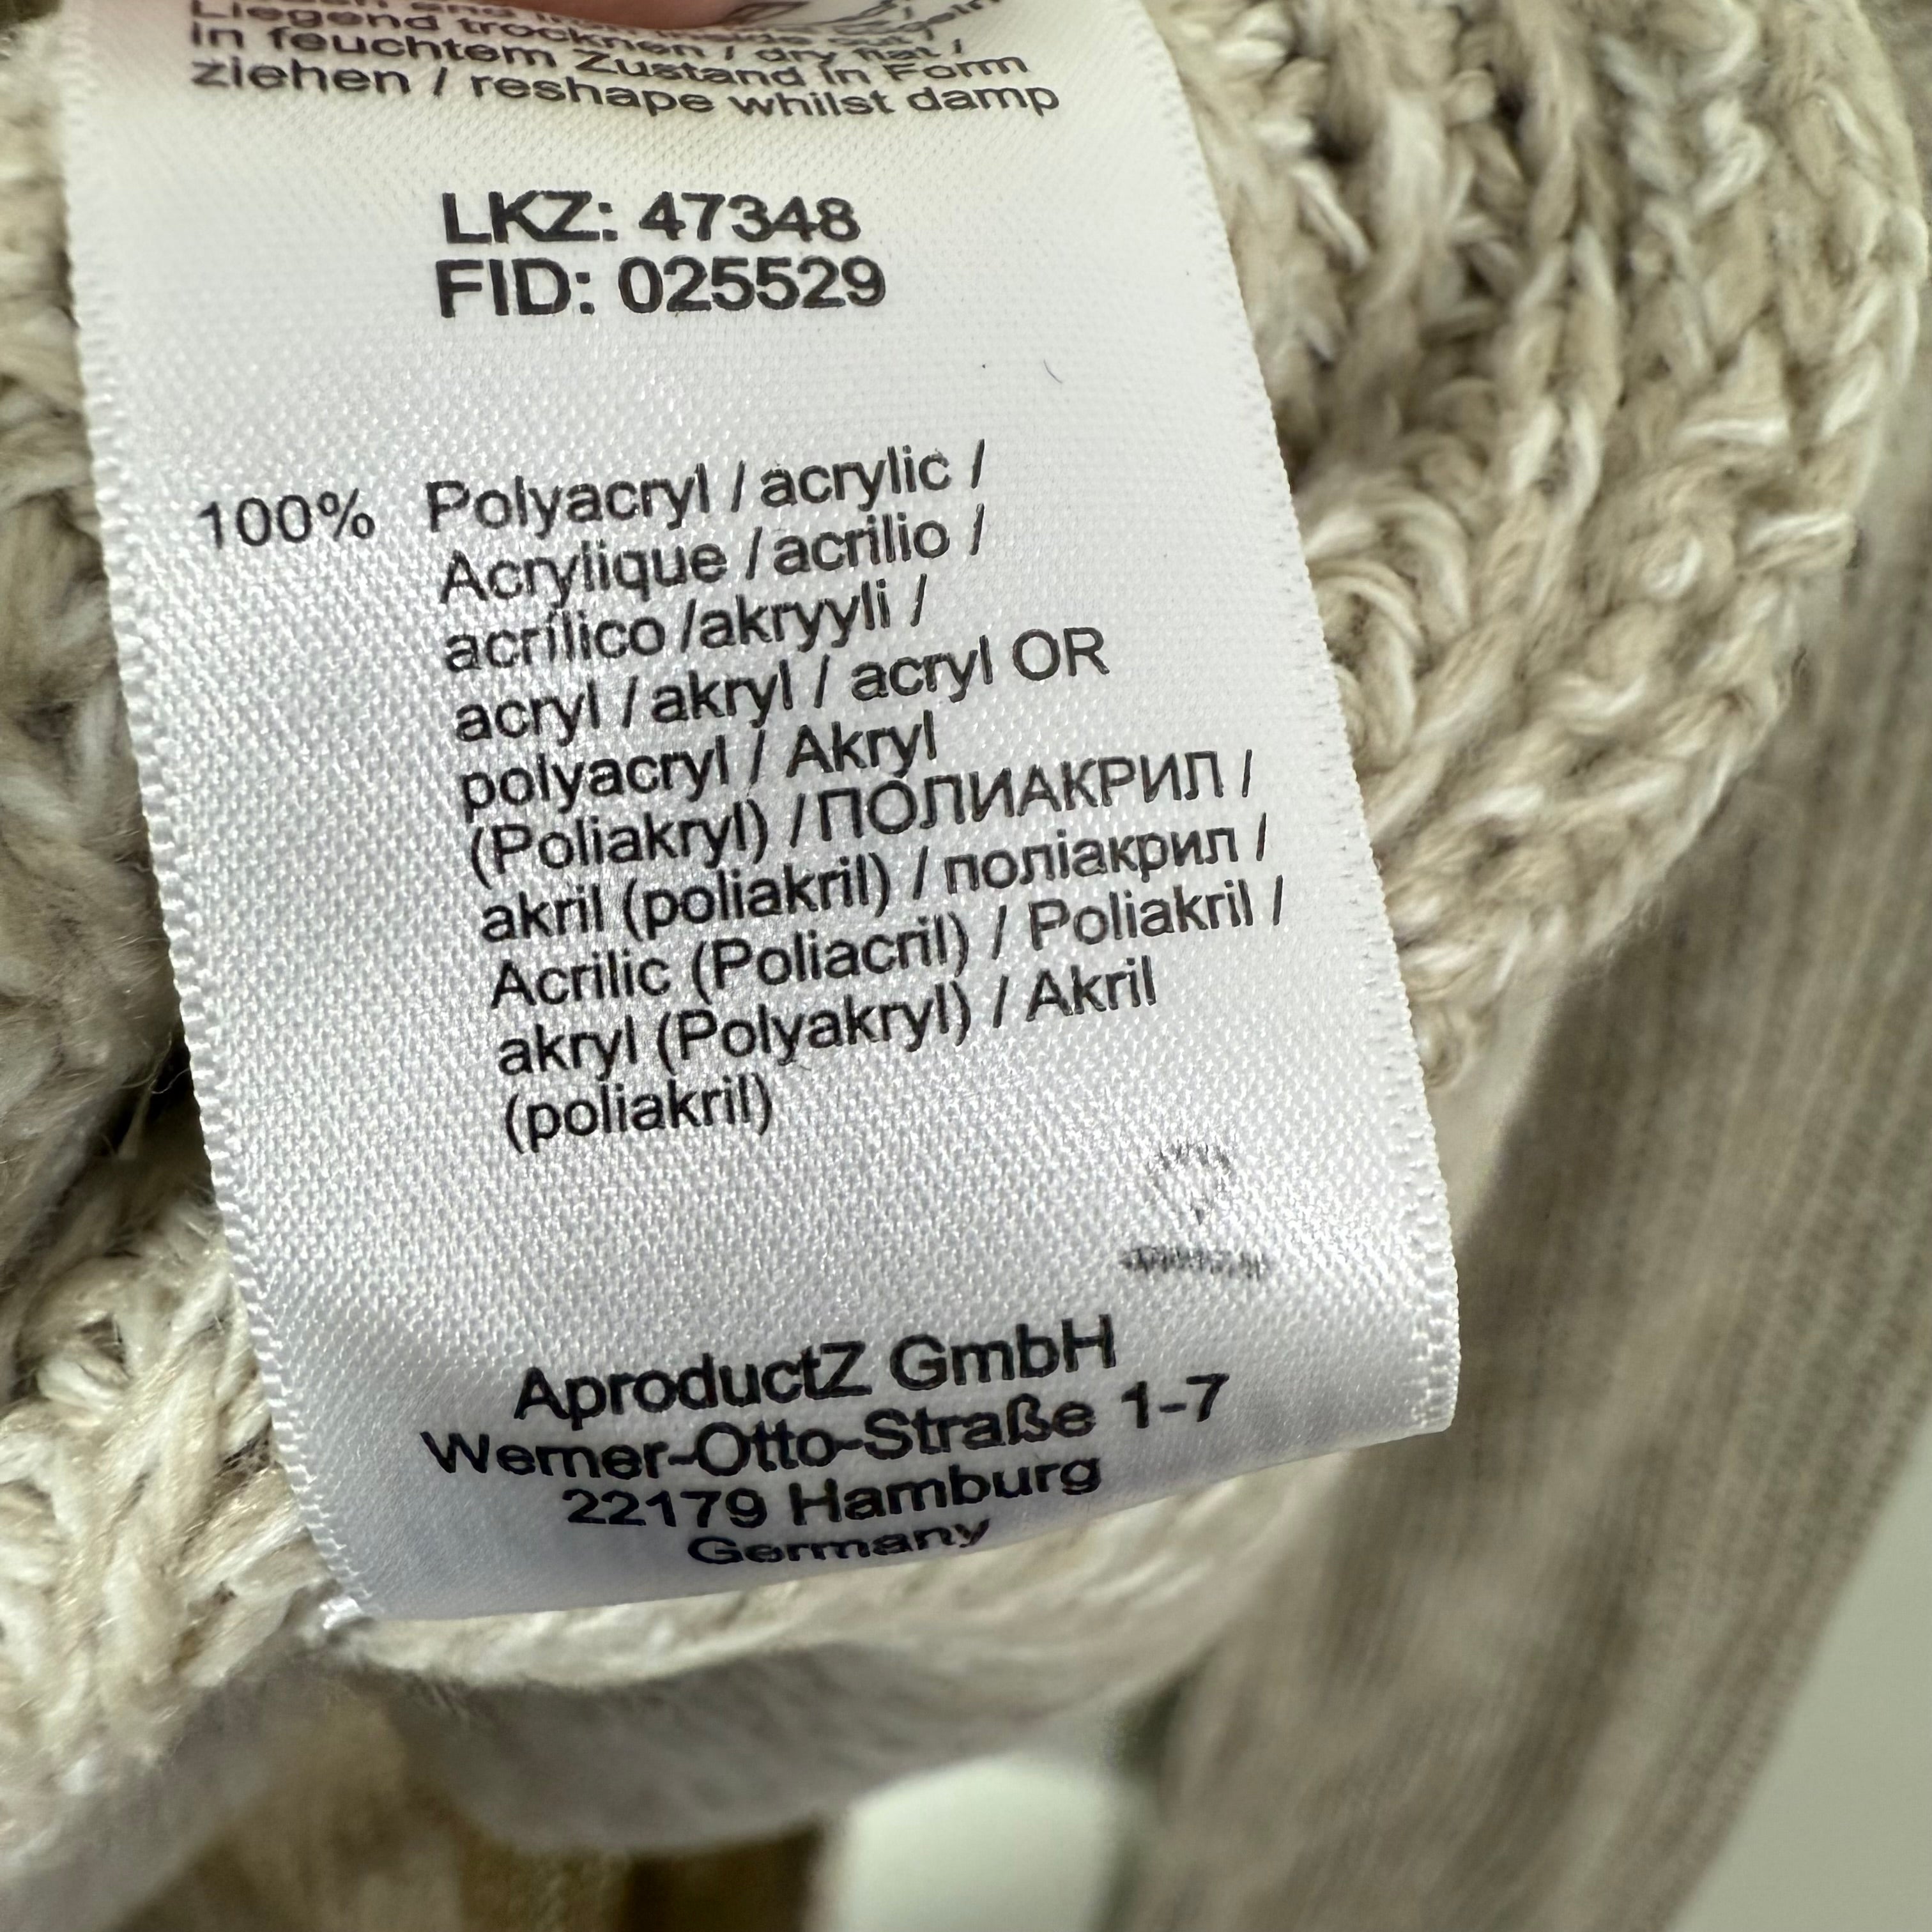 Liegend trocknen / dry flat /
in feuchtem Zustand in Form
ziehen / reshape whilst damp
LKZ: 47348
FID: 025529
100% Polyacryl / acrylic /
Acrylique / acrilio /
acrílico /akryyli /
acryl / akryl / acryl OR
polyacryl / Akryl
(Poliakryl) / ПОЛИАКРИЛ /
akril (poliakril) / поліакрил /
Acrilic (Poliacril) / Poliakril /
akryl (Polyakryl) / Akril
(poliakril)
AproductZ GmbH
Werner-Otto-Straße 1-7
22179 Hamburg
Germany